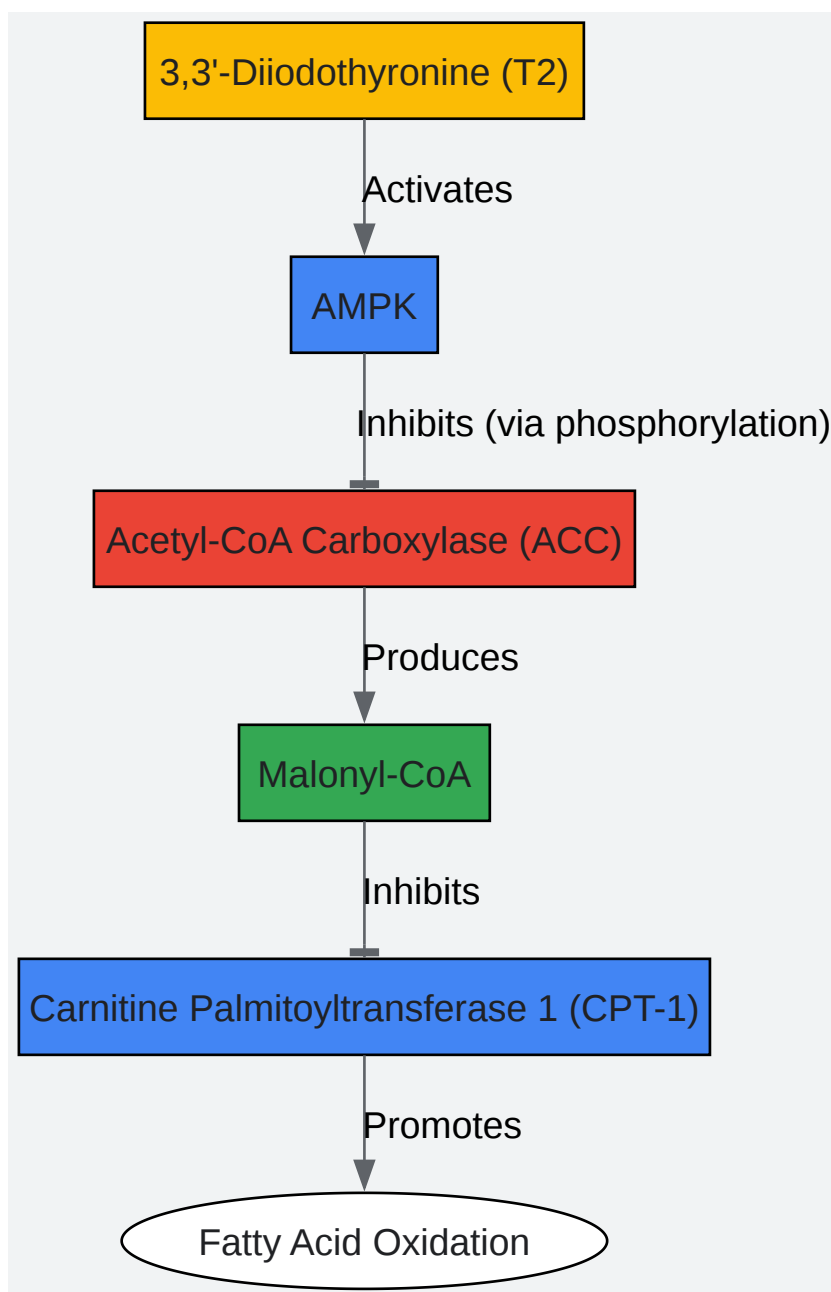 3,3'-Diiodothyronine (T2)
Activates
AMPK
Inhibits (via phosphorylation)
Acetyl-CoA Carboxylase (ACC)
Produces
Malonyl-CoA
Inhibits
Carnitine Palmitoyltransferase 1 (CPT-1)
Promotes
Fatty Acid Oxidation